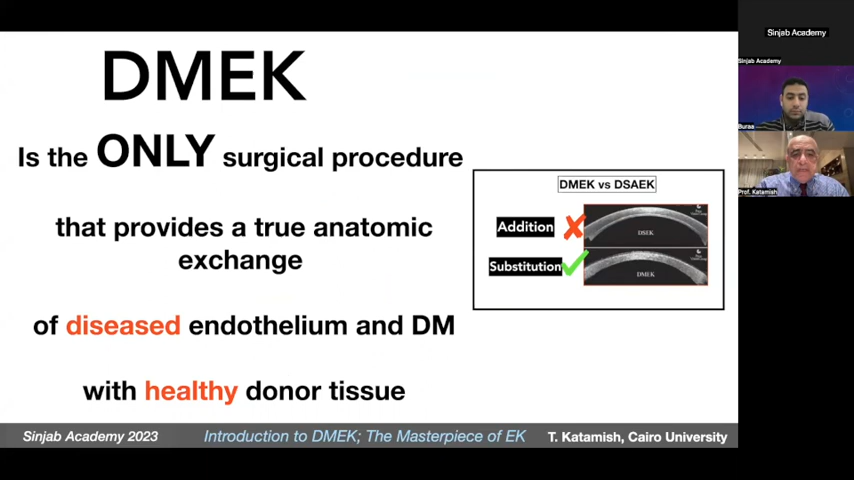 DMEK
Is the ONLY surgical procedure
that provides a true anatomic
exchange
of diseased endothelium and DM
with healthy donor tissue
DMEK vs DSAEK
Addition
DSEK
Substitution
DMEK
Sinjab Academy 2023
Introduction to DMEK; The Masterpiece of EK
T. Katamish, Cairo University
Sinjab Academy
Sinjab Academy
Buraa
Prof. Katamish